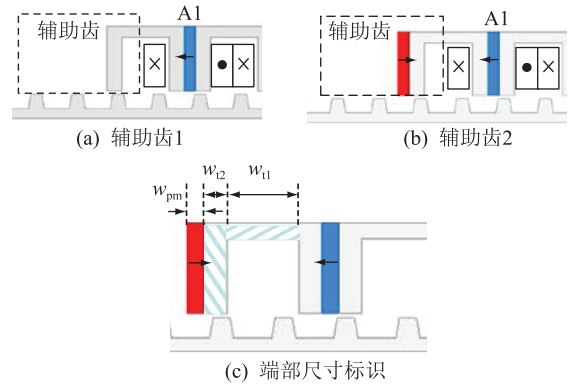 辅助齿
A1
×
● ×
(a) 辅助齿1
辅助齿
A1
×
● ×
(b) 辅助齿2
w_pm
w_t2
w_t1
(c) 端部尺寸标识